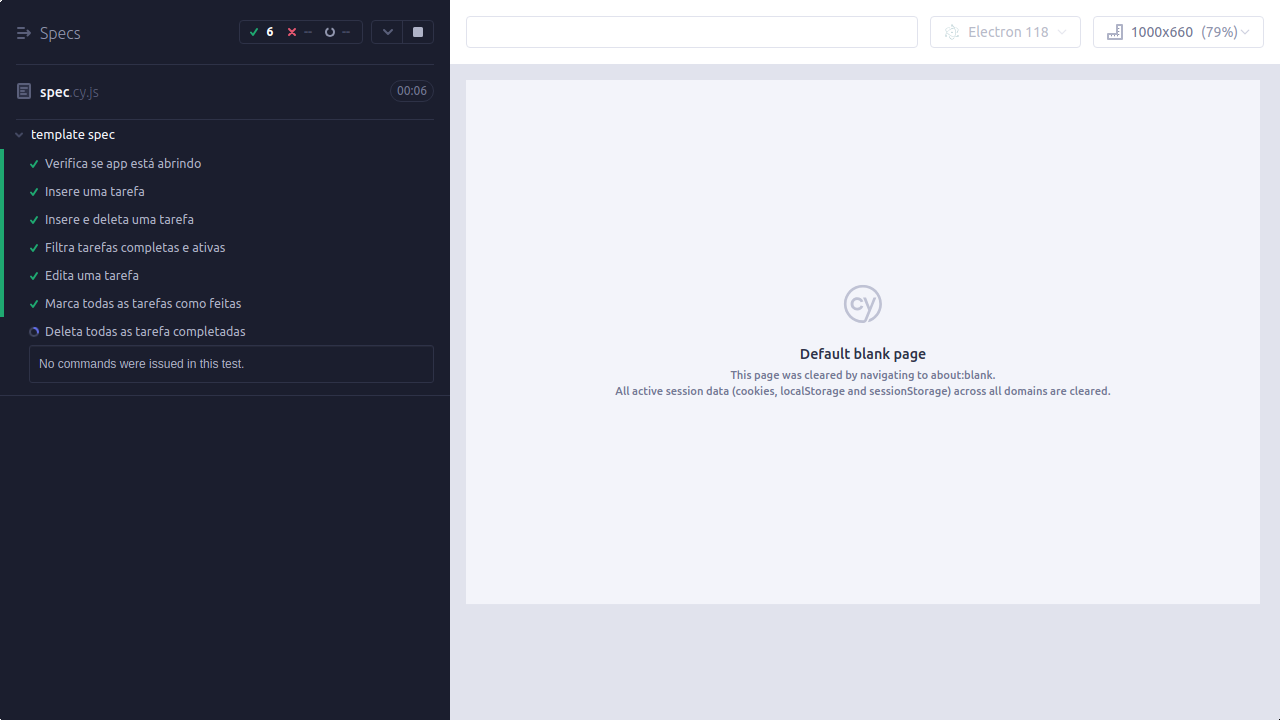 Specs
6 -- --
spec.cy.js
00:06
template spec
Verifica se app está abrindo
Insere uma tarefa
Insere e deleta uma tarefa
Filtra tarefas completas e ativas
Edita uma tarefa
Marca todas as tarefas como feitas
Deleta todas as tarefa completadas
No commands were issued in this test.
Electron 118
1000x660 (79%)
cy
Default blank page
This page was cleared by navigating to about:blank.
All active session data (cookies, localStorage and sessionStorage) across all domains are cleared.